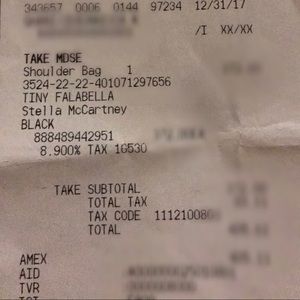 343657 0006 0144 97234 12/31/17
/I XX/XX
TAKE MDSE
Shoulder Bag 1
3524-22-22-401071297656
TINY FALABELLA
Stella McCartney
BLACK
888489442951
8.900% TAX 16530
TAKE SUBTOTAL
TOTAL TAX
TAX CODE 111210080
TOTAL
AMEX
AID
TVR